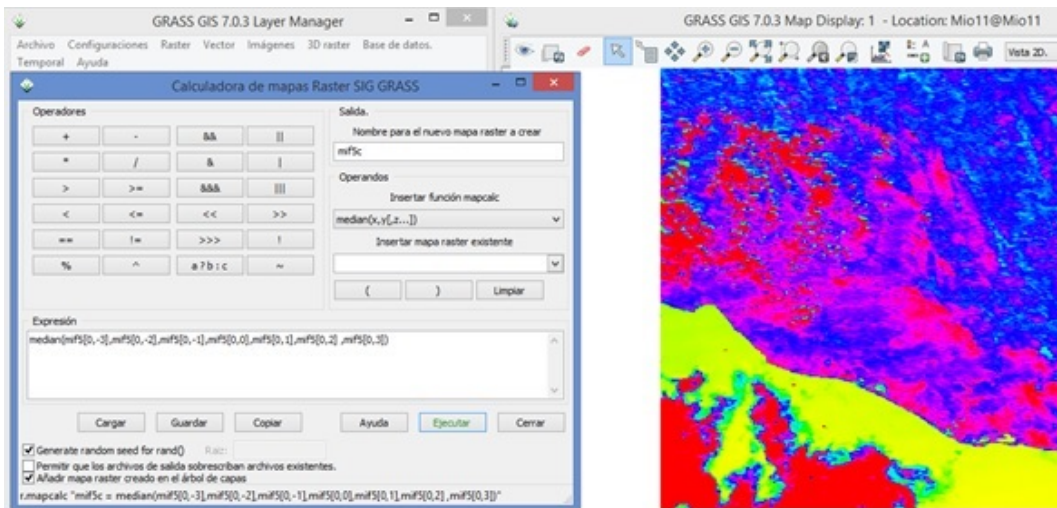 GRASS GIS 7.0.3 Layer Manager
Archivo Configuraciones Raster Vector Imágenes 3D raster Base de datos.
Temporal Ayuda
Calculadora de mapas Raster SIG GRASS
Operadores
+ - && ||
* / & |
> >= &&& |||
< <= << >>
== != >>> !
% ^ a?b:c ~
Salida.
Nombre para el nuevo mapa raster a crear
mif5c
Operandos
Insertar función mapcalc
median(x,y[,z...])
Insertar mapa raster existente
( ) Limpiar
Expresión
median(mif5[0,-3],mif5[0,-2],mif5[0,-1],mif5[0,0],mif5[0,1],mif5[0,2] ,mif5[0,3])
Cargar Guardar Copiar Ayuda Ejecutar Cerrar
Generate random seed for rand() Raíz:
Permitir que los archivos de salida sobrescriban archivos existentes.
Añadir mapa raster creado en el árbol de capas
r.mapcalc "mif5c = median(mif5[0,-3],mif5[0,-2],mif5[0,-1],mif5[0,0],mif5[0,1],mif5[0,2] ,mif5[0,3])"
GRASS GIS 7.0.3 Map Display: 1 - Location: Mio11@Mio11
Vista 2D.